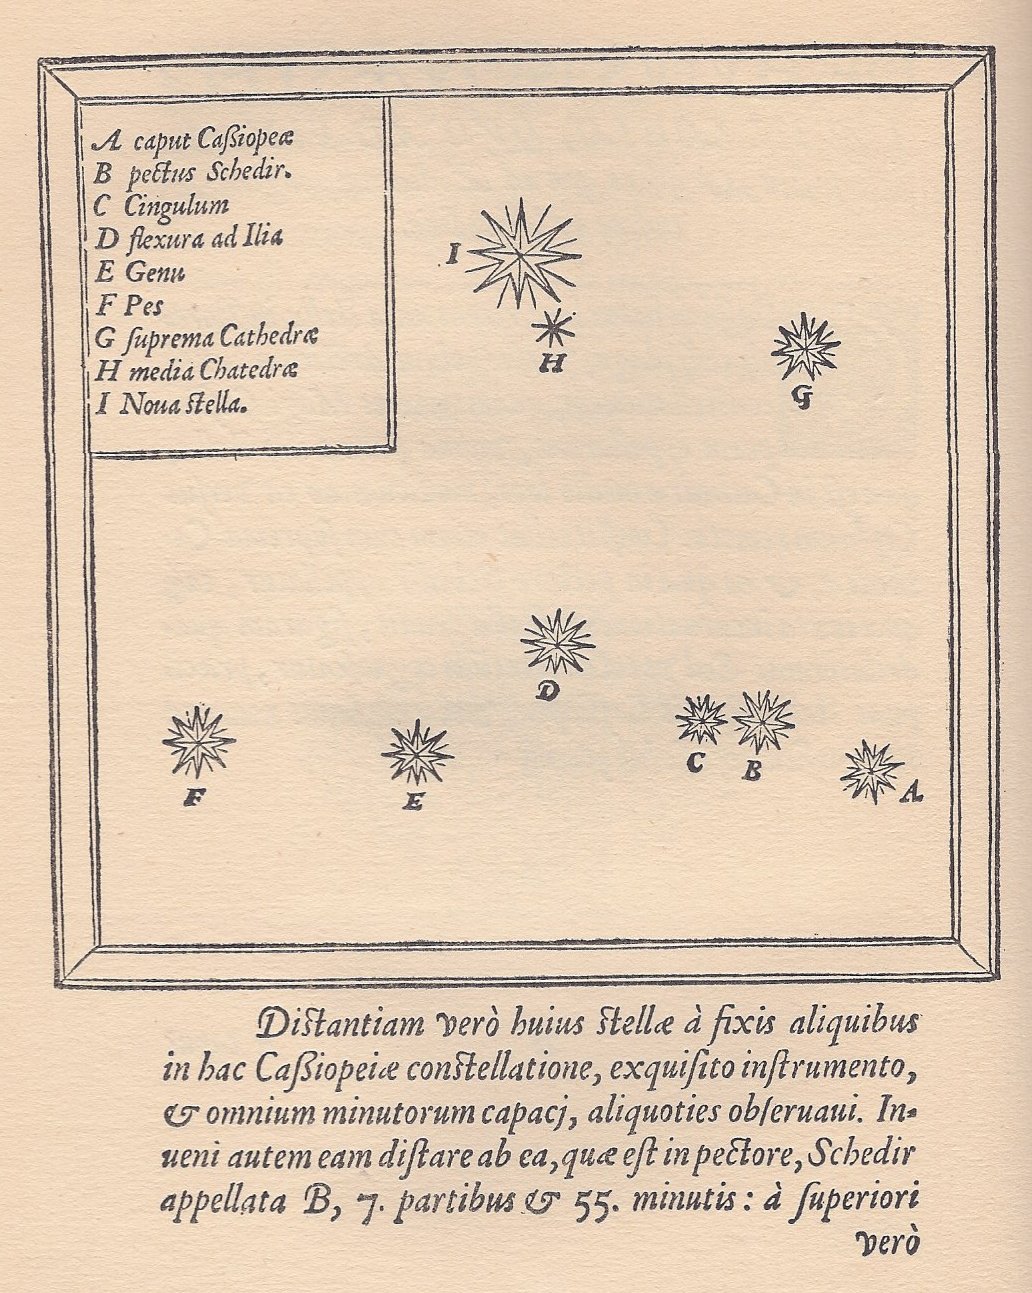 A caput Caßiopeæ
B pectus Schedir.
C Cingulum
D flexura ad Ilia
E Genu
F Pes
G ſuprema Cathedræ
H media Chatedræ
I Noua stella.
I
H
G
D
C
B
A
E
F
Distantiam verò huius stellæ à fixis aliquibus
in hac Caßiopeiæ constellatione, exquiſito inſtrumento,
& omnium minutorum capacj, aliquoties obſeruaui. In-
ueni autem eam diſtare ab ea, quæ eſt in pectore, Schedir
appellata B, 7. partibus & 55. minutis: à ſuperiori
verò